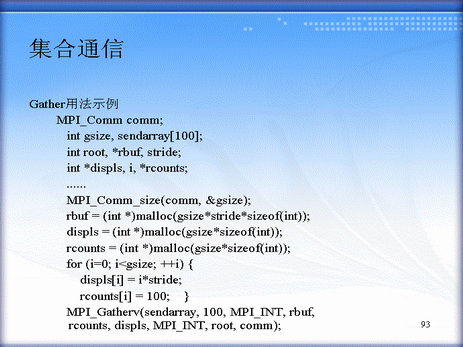 集合通信
Gather用法示例
MPI_Comm comm;
int gsize, sendarray[100];
int root, *rbuf, stride;
int *displs, i, *rcounts;
......
MPI_Comm_size(comm, &gsize);
rbuf = (int *)malloc(gsize*stride*sizeof(int));
displs = (int *)malloc(gsize*sizeof(int));
rcounts = (int *)malloc(gsize*sizeof(int));
for (i=0; i<gsize; ++i) {
displs[i] = i*stride;
rcounts[i] = 100; }
MPI_Gatherv(sendarray, 100, MPI_INT, rbuf,
rcounts, displs, MPI_INT, root, comm);
93